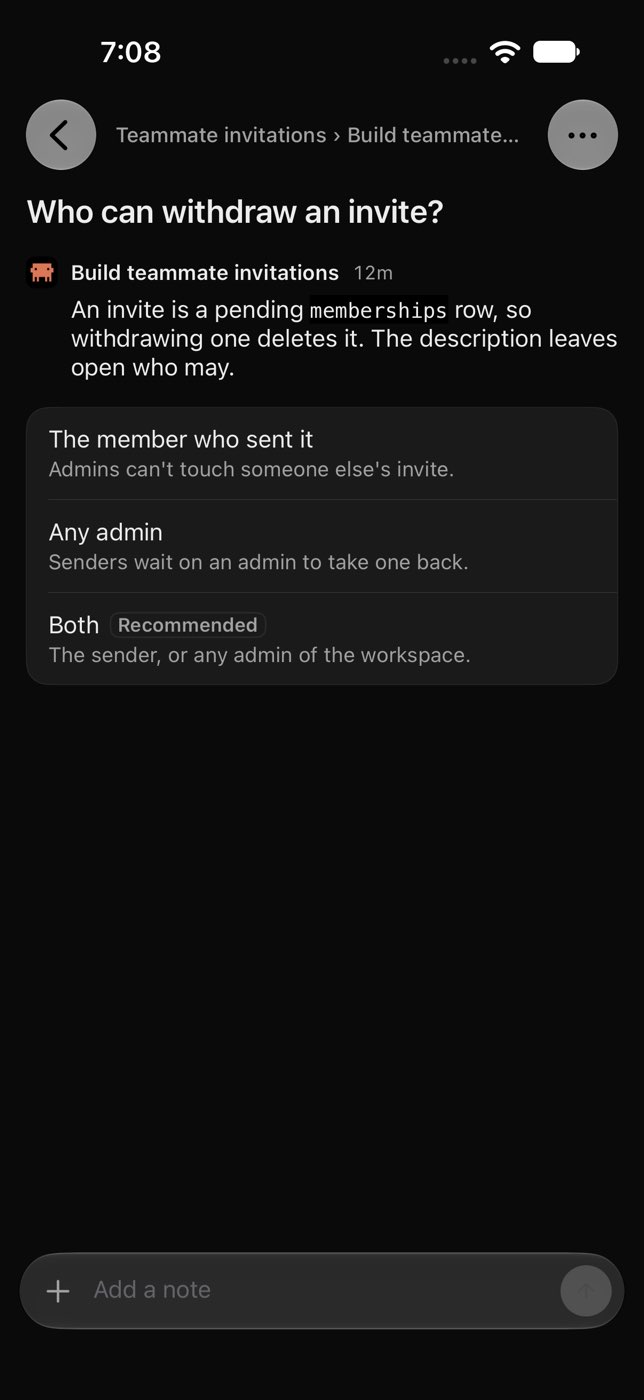 7:08
Teammate invitations › Build teammate...
Who can withdraw an invite?
Build teammate invitations 12m
An invite is a pending memberships row, so
withdrawing one deletes it. The description leaves
open who may.
The member who sent it
Admins can't touch someone else's invite.
Any admin
Senders wait on an admin to take one back.
Both Recommended
The sender, or any admin of the workspace.
Add a note